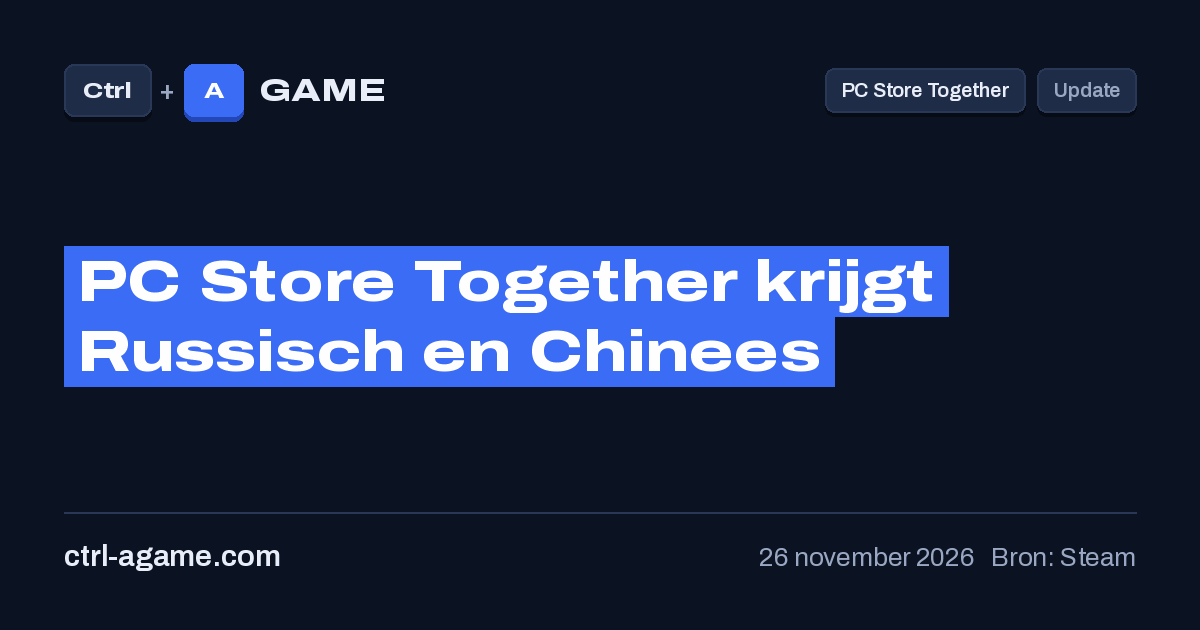 Ctrl + A GAME
PC Store Together
Update
PC Store Together krijgt
Russisch en Chinees
ctrl-agame.com
26 november 2026 Bron: Steam